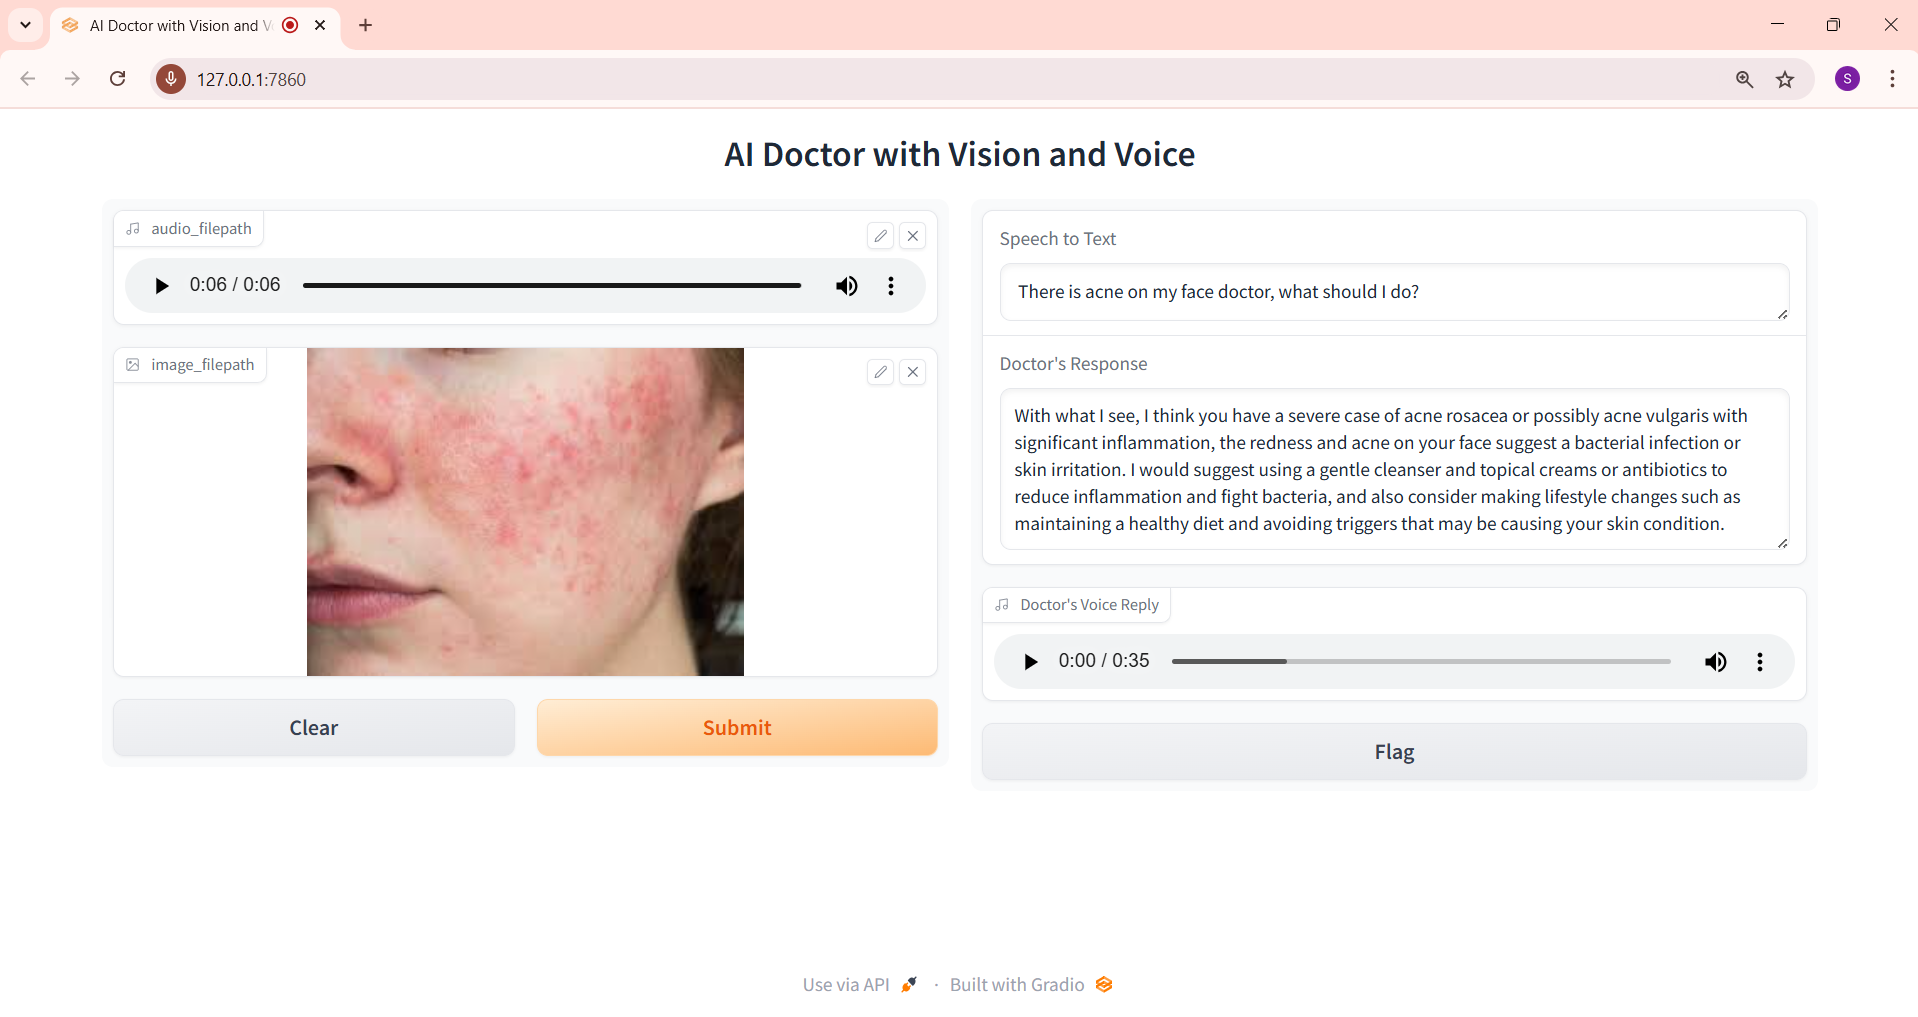 AI Doctor with Vision and V
127.0.0.1:7860
S
AI Doctor with Vision and Voice
audio_filepath
0:06 / 0:06
image_filepath
Clear
Submit
Speech to Text
There is acne on my face doctor, what should I do?
Doctor's Response
With what I see, I think you have a severe case of acne rosacea or possibly acne vulgaris with
significant inflammation, the redness and acne on your face suggest a bacterial infection or
skin irritation. I would suggest using a gentle cleanser and topical creams or antibiotics to
reduce inflammation and fight bacteria, and also consider making lifestyle changes such as
maintaining a healthy diet and avoiding triggers that may be causing your skin condition.
Doctor's Voice Reply
0:00 / 0:35
Flag
Use via API · Built with Gradio